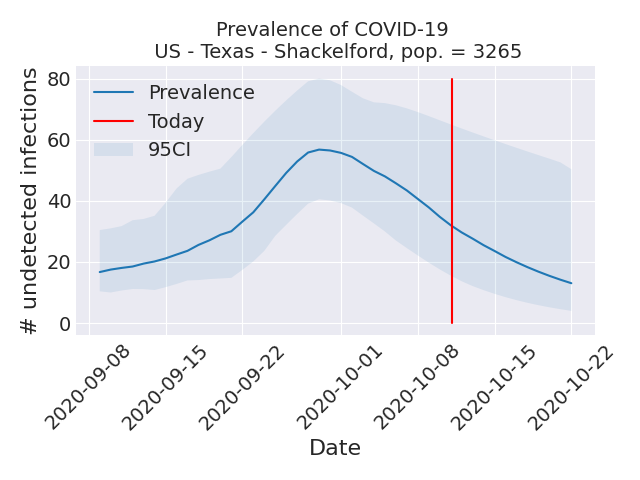 Prevalence of COVID-19
US - Texas - Shackelford, pop. = 3265
# undetected infections
80
60
40
20
0
Prevalence
Today
95CI
2020-09-08
2020-09-15
2020-09-22
2020-10-01
2020-10-08
2020-10-15
2020-10-22
Date